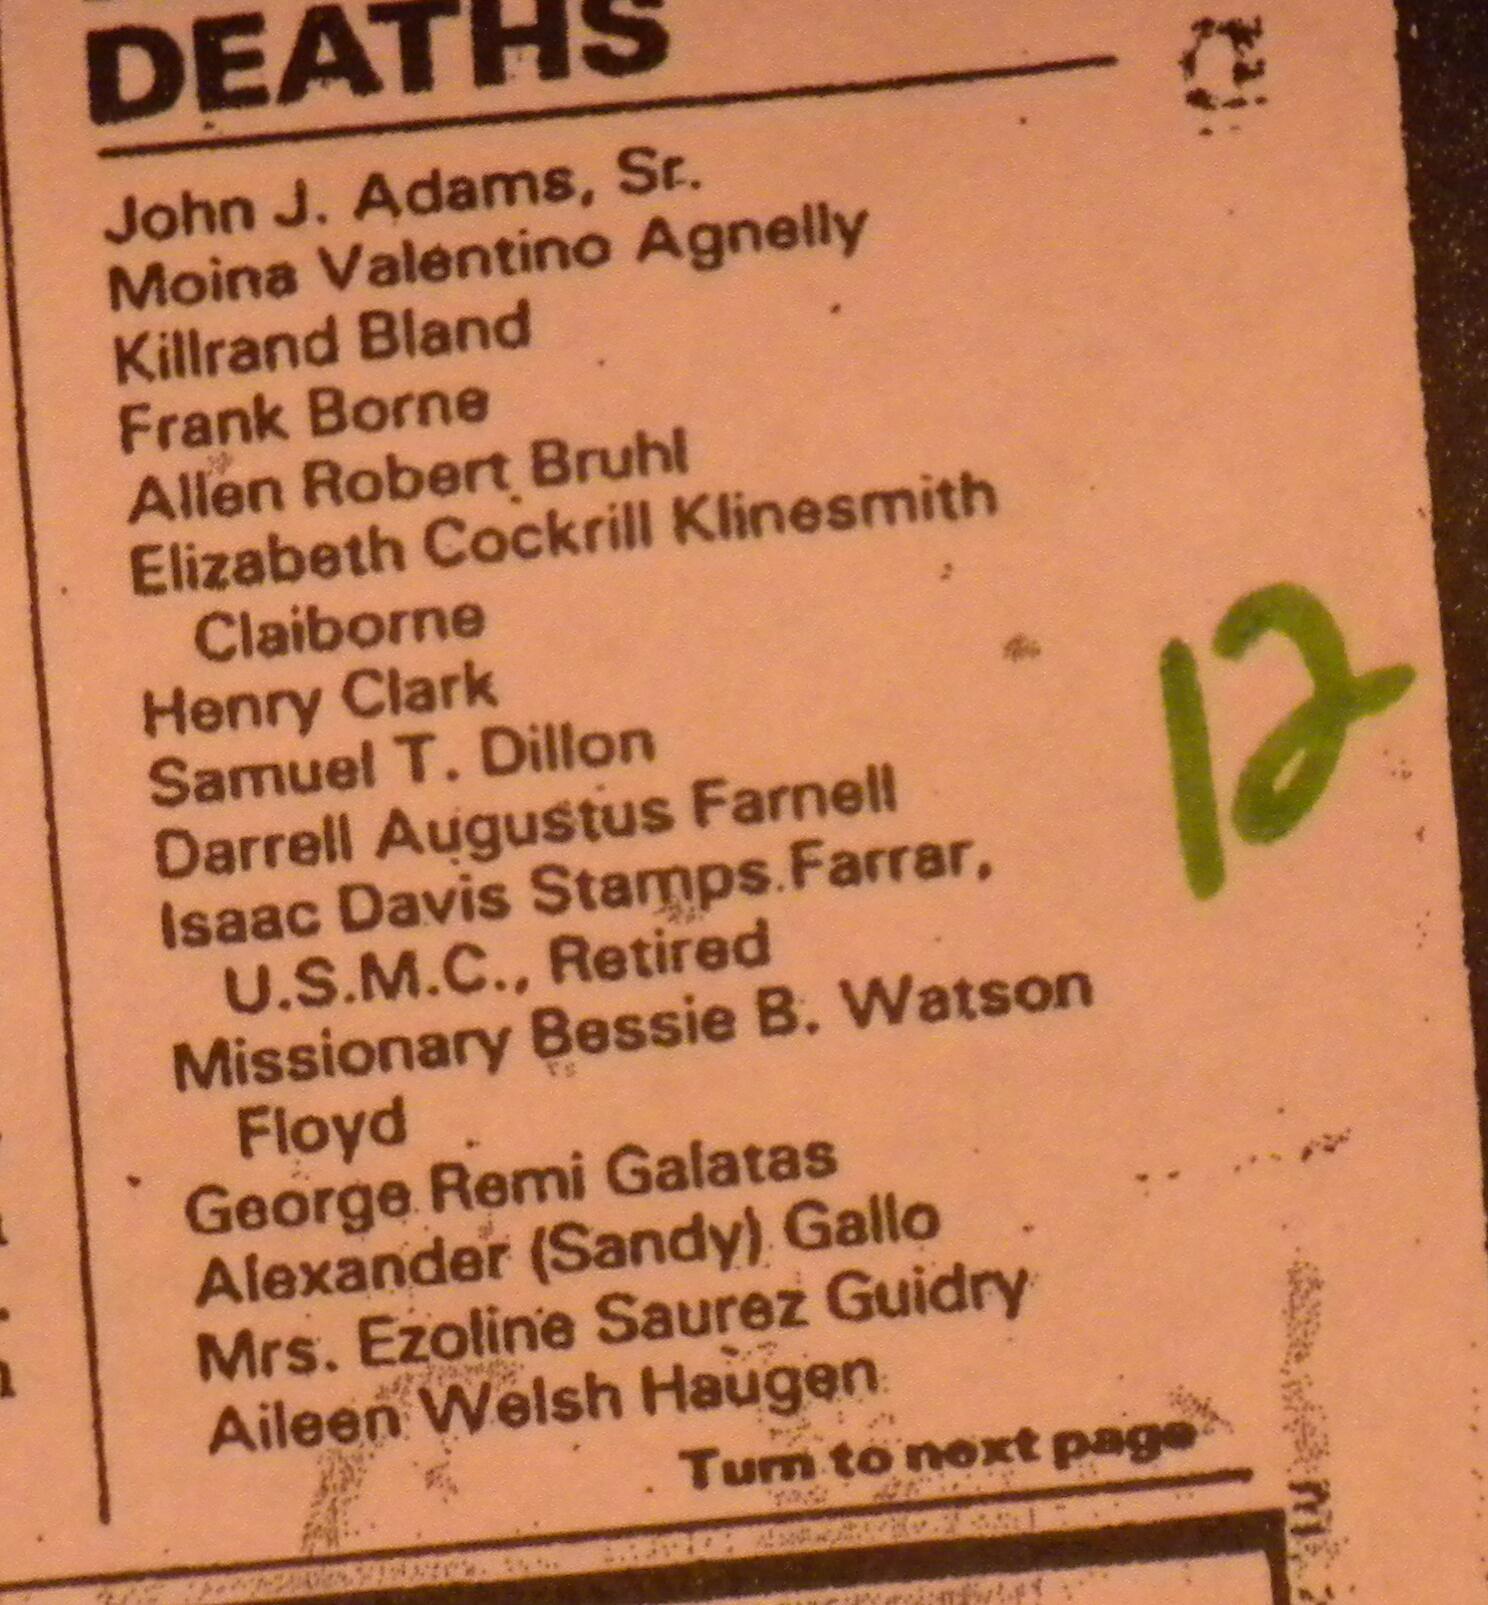 DEATHS
John J. Adams, Sr.
Moina Valentino Agnelly
Killrand Bland
Frank Borne
Allen Robert Bruhl
Elizabeth Cockrill Klinesmith
Claiborne
Henry Clark
Samuel T. Dillon
Darrell Augustus Farnell
Isaac Davis Stamps Farrar,
U.S.M.C., Retired
Missionary Bessie B. Watson
Floyd
George Remi Galatas
Alexander (Sandy) Gallo
Mrs. Ezoline Saurez Guidry
Aileen Welsh Haugen
Turn to next page
12